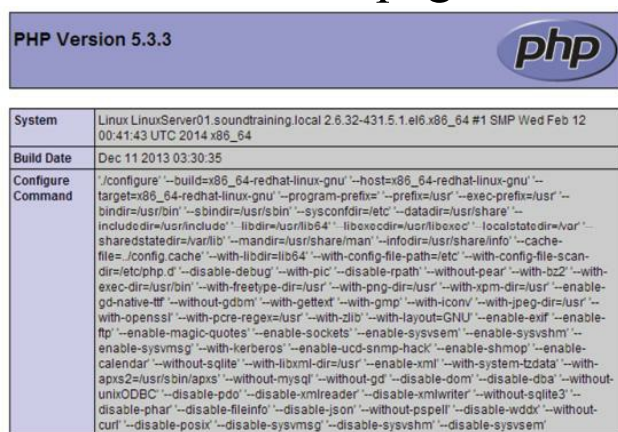 PHP Version 5.3.3
php
System
Linux LinuxServer01.soundtraining.local 2.6.32-431.5.1.el6.x86_64 #1 SMP Wed Feb 12
00:41:43 UTC 2014 x86_64
Build Date
Dec 11 2013 03:30:35
Configure
Command
'./configure' '--build=x86_64-redhat-linux-gnu' '--host=x86_64-redhat-linux-gnu' '--
target=x86_64-redhat-linux-gnu' '--program-prefix=' '--prefix=/usr' '--exec-prefix=/usr' '--
bindir=/usr/bin' '--sbindir=/usr/sbin' '--sysconfdir=/etc' '--datadir=/usr/share' '--
includedir=/usr/include' '--libdir=/usr/lib64' '--libexecdir=/usr/libexec' '--localstatedir=/var' '--
sharedstatedir=/var/lib' '--mandir=/usr/share/man' '--infodir=/usr/share/info' '--cache-
file=../config.cache' '--with-libdir=lib64' '--with-config-file-path=/etc' '--with-config-file-scan-
dir=/etc/php.d' '--disable-debug' '--with-pic' '--disable-rpath' '--without-pear' '--with-bz2' '--with-
exec-dir=/usr/bin' '--with-freetype-dir=/usr' '--with-png-dir=/usr' '--with-xpm-dir=/usr' '--enable-
gd-native-ttf' '--without-gdbm' '--with-gettext' '--with-gmp' '--with-iconv' '--with-jpeg-dir=/usr' '--
with-openssl' '--with-pcre-regex=/usr' '--with-zlib' '--with-layout=GNU' '--enable-exif' '--enable-
ftp' '--enable-magic-quotes' '--enable-sockets' '--enable-sysvsem' '--enable-sysvshm' '--
enable-sysvmsg' '--with-kerberos' '--enable-ucd-snmp-hack' '--enable-shmop' '--enable-
calendar' '--without-sqlite' '--with-libxml-dir=/usr' '--enable-xml' '--with-system-tzdata' '--with-
apxs2=/usr/sbin/apxs' '--without-mysql' '--without-gd' '--disable-dom' '--disable-dba' '--without-
unixODBC' '--disable-pdo' '--disable-xmlreader' '--disable-xmlwriter' '--without-sqlite3' '--
disable-phar' '--disable-fileinfo' '--disable-json' '--without-pspell' '--disable-wddx' '--without-
curl' '--disable-posix' '--disable-sysvmsg' '--disable-sysvshm' '--disable-sysvsem'